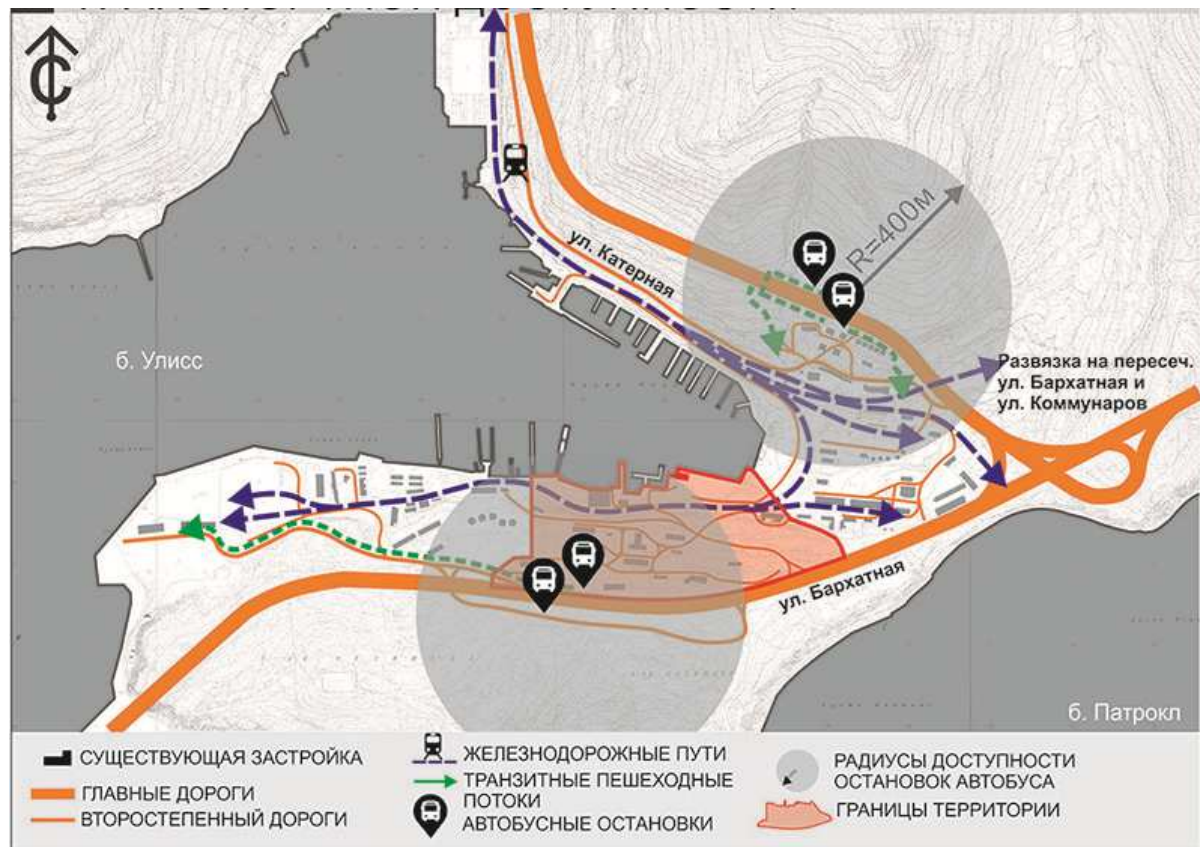 ул. Катерная
R=400м
б. Улисс
Развязка на пересеч.
ул. Бархатная и
ул. Коммунаров
ул. Бархатная
б. Патрокл
СУЩЕСТВУЮЩАЯ ЗАСТРОЙКА
ГЛАВНЫЕ ДОРОГИ
ВТОРОСТЕПЕННЫЙ ДОРОГИ
ЖЕЛЕЗНОДОРОЖНЫЕ ПУТИ
ТРАНЗИТНЫЕ ПЕШЕХОДНЫЕ
ПОТОКИ
АВТОБУСНЫЕ ОСТАНОВКИ
РАДИУСЫ ДОСТУПНОСТИ
ОСТАНОВОК АВТОБУСА
ГРАНИЦЫ ТЕРРИТОРИИ